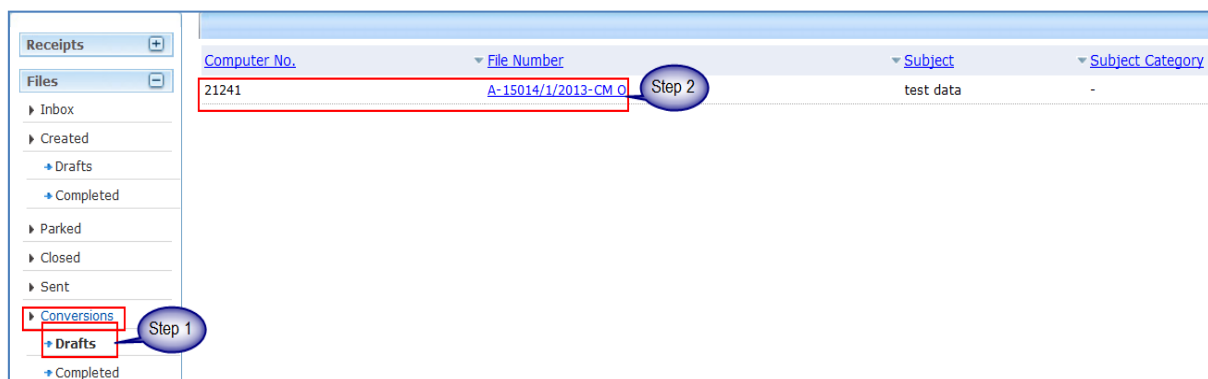 Receipts
Files
Inbox
Created
Drafts
Completed
Parked
Closed
Sent
Conversions
Drafts
Completed
Step 1
Computer No. File Number Subject Subject Category
21241 A-15014/1/2013-CM O test data -
Step 2